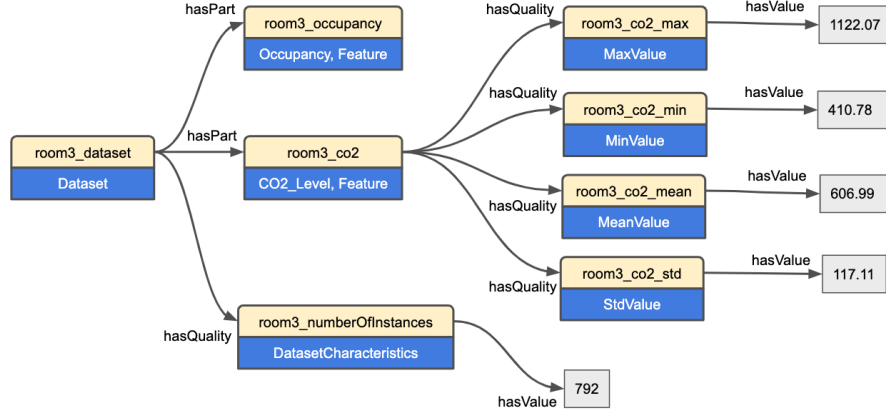 hasPart
room3_occupancy
Occupancy, Feature
hasQuality
room3_co2_max
MaxValue
hasValue
1122.07
hasQuality
room3_co2_min
MinValue
hasValue
410.78
room3_dataset
Dataset
hasPart
room3_co2
CO2_Level, Feature
hasQuality
room3_co2_mean
MeanValue
hasValue
606.99
hasQuality
room3_co2_std
StdValue
hasValue
117.11
hasQuality
room3_numberOfInstances
DatasetCharacteristics
hasValue
792